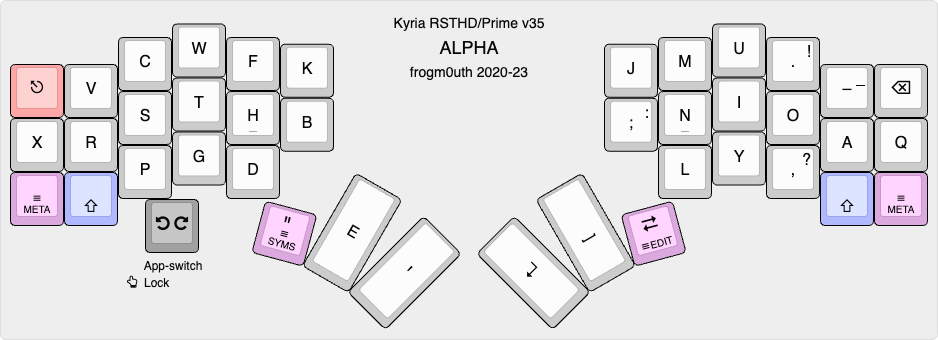 Kyria RSTHD/Prime v35
ALPHA
frogm0uth 2020-23
V C W F K
X R S T H B
P G D
META
App-switch
Lock
"
SYMS
E
'
J M U . !
; : N I O A Q
L Y , ?
– –
META
EDIT